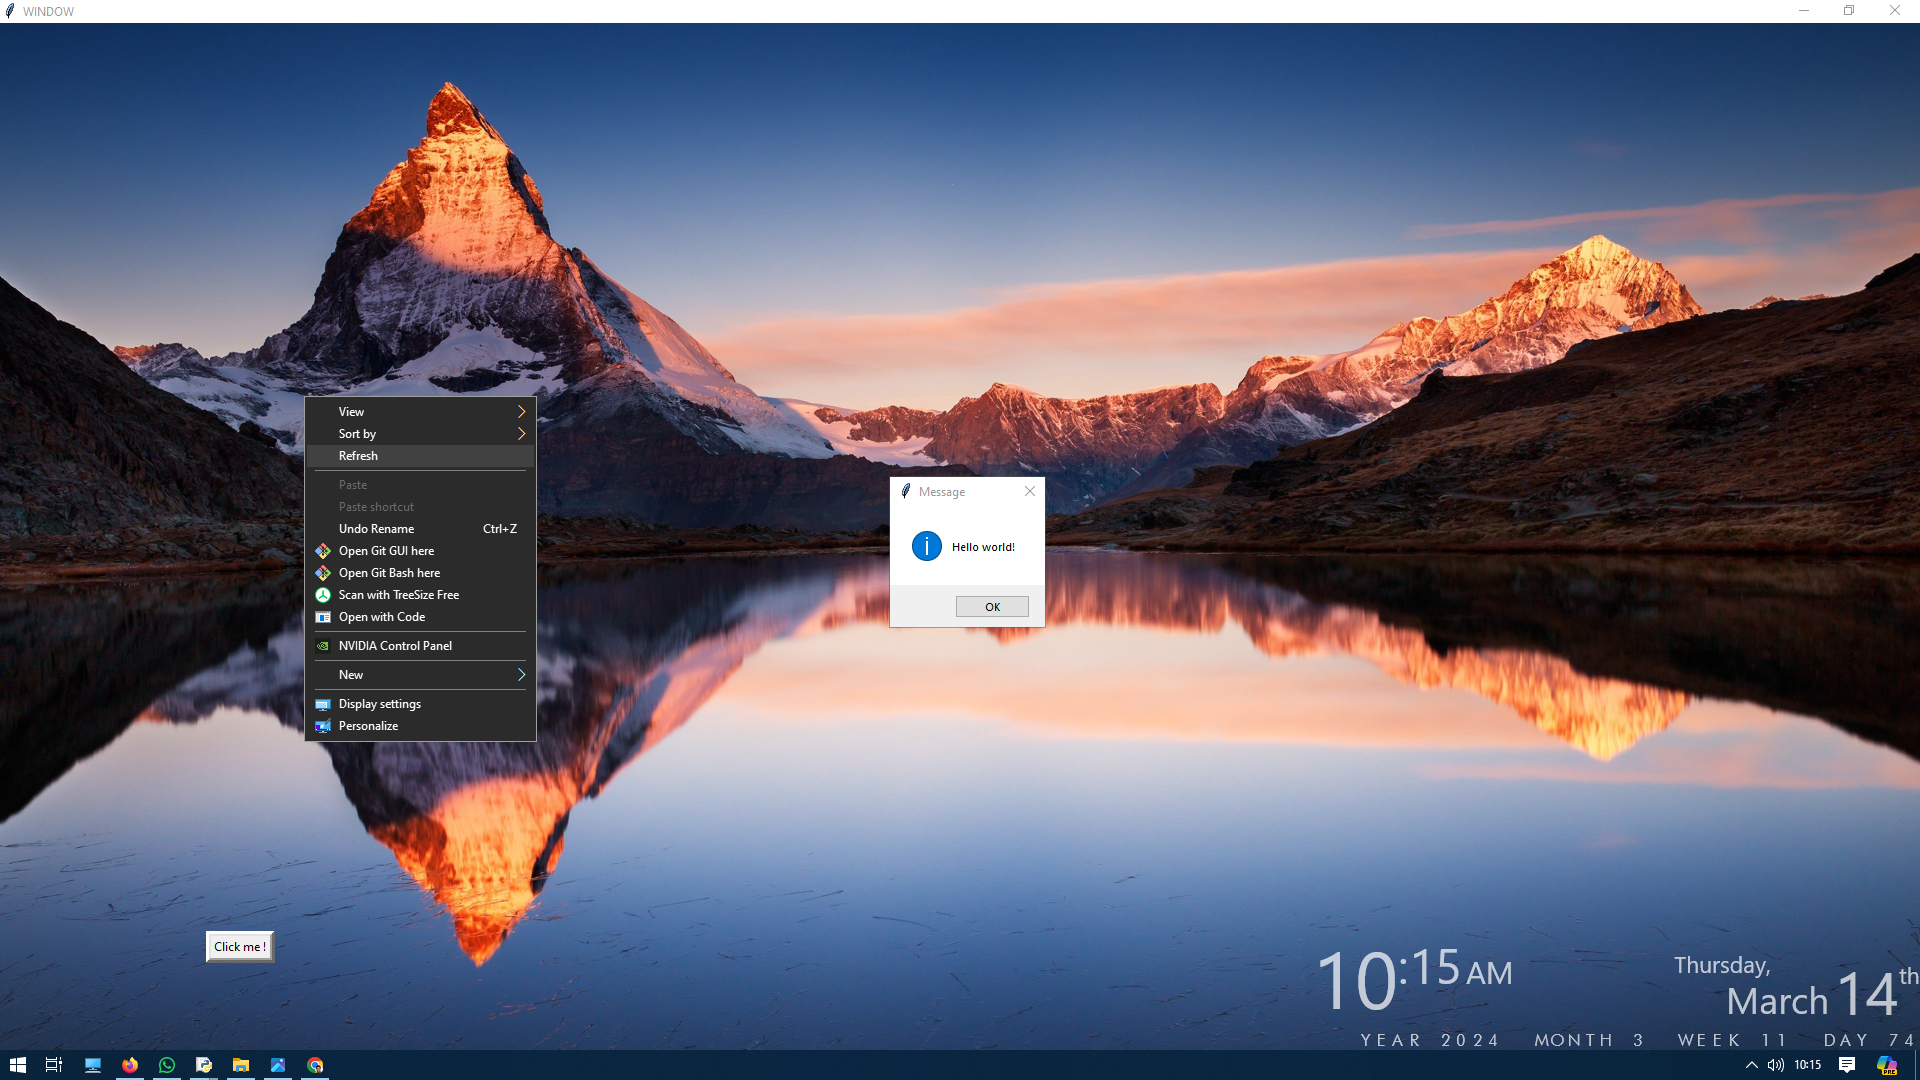 WINDOW
View
Sort by
Refresh
Paste
Paste shortcut
Undo Rename Ctrl+Z
Open Git GUI here
Open Git Bash here
Scan with TreeSize Free
Open with Code
NVIDIA Control Panel
New
Display settings
Personalize
Message
Hello world!
OK
Click me !
10:15 AM
Thursday,
March 14th
YEAR 2024 MONTH 3 WEEK 11 DAY 74
10:15
PRE